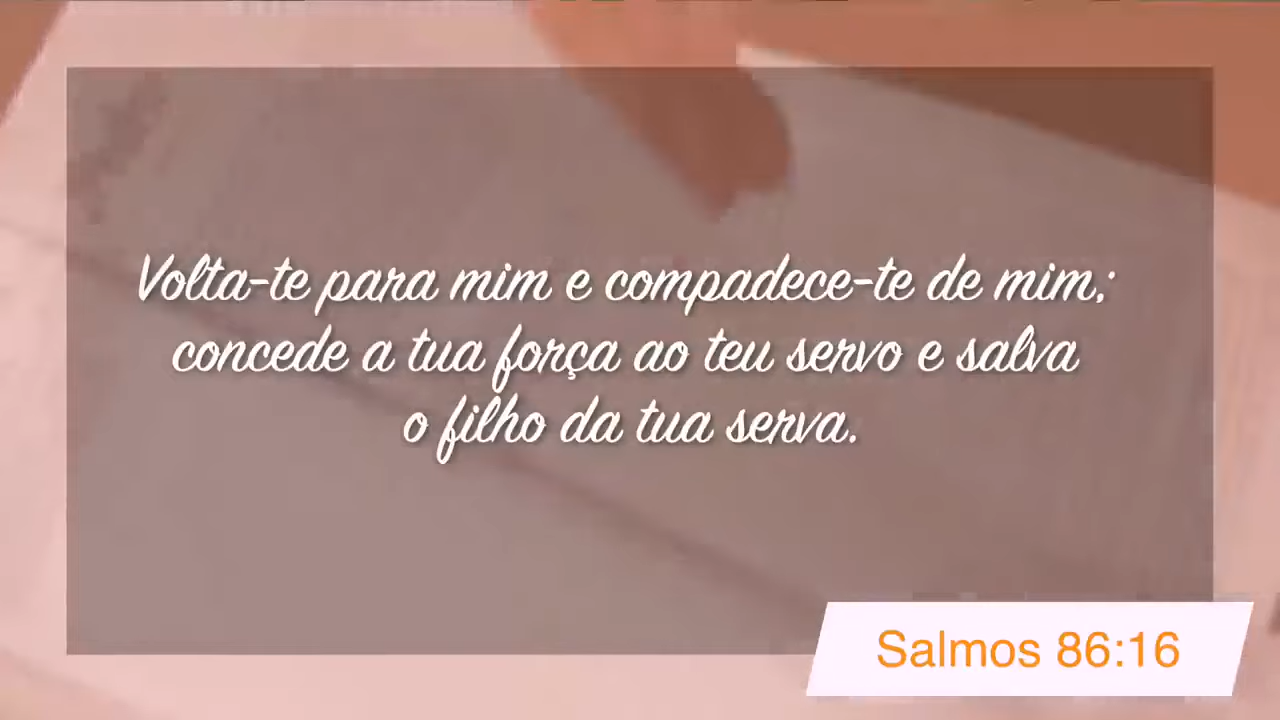 Volta-te para mim e compadece-te de mim;
concede a tua força ao teu servo e salva
o filho da tua serva.
Salmos 86:16